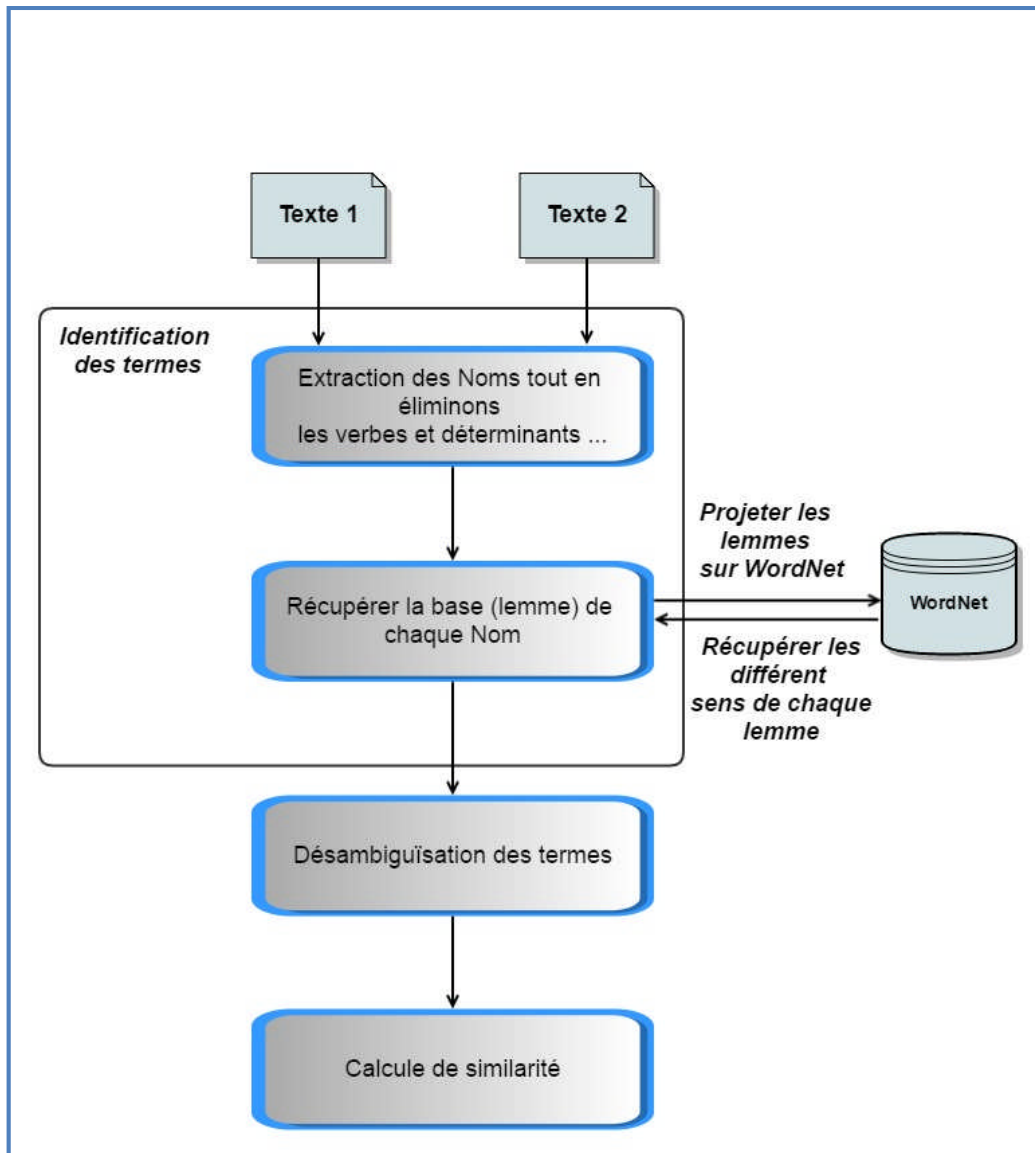 Texte 1
Texte 2
Identification
des termes
Extraction des Noms tout en
éliminons
les verbes et déterminants ...
Projeter les
lemmes
sur WordNet
Récupérer la base (lemme) de
chaque Nom
WordNet
Récupérer les
différent
sens de chaque
lemme
Désambiguïsation des termes
Calcule de similarité